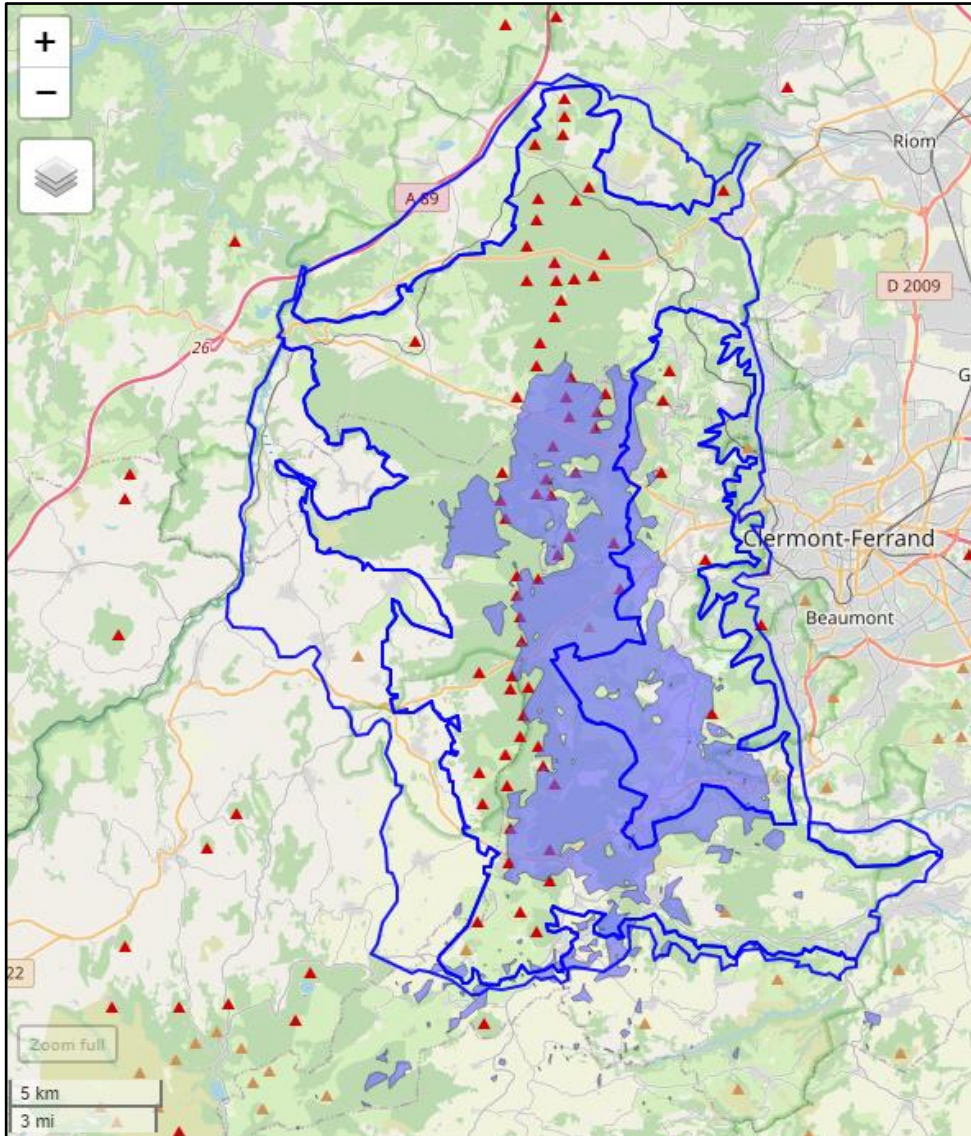 +
−
Riom
A 89
D 2009
26
G
Clermont-Ferrand
Beaumont
22
Zoom full
5 km
3 mi